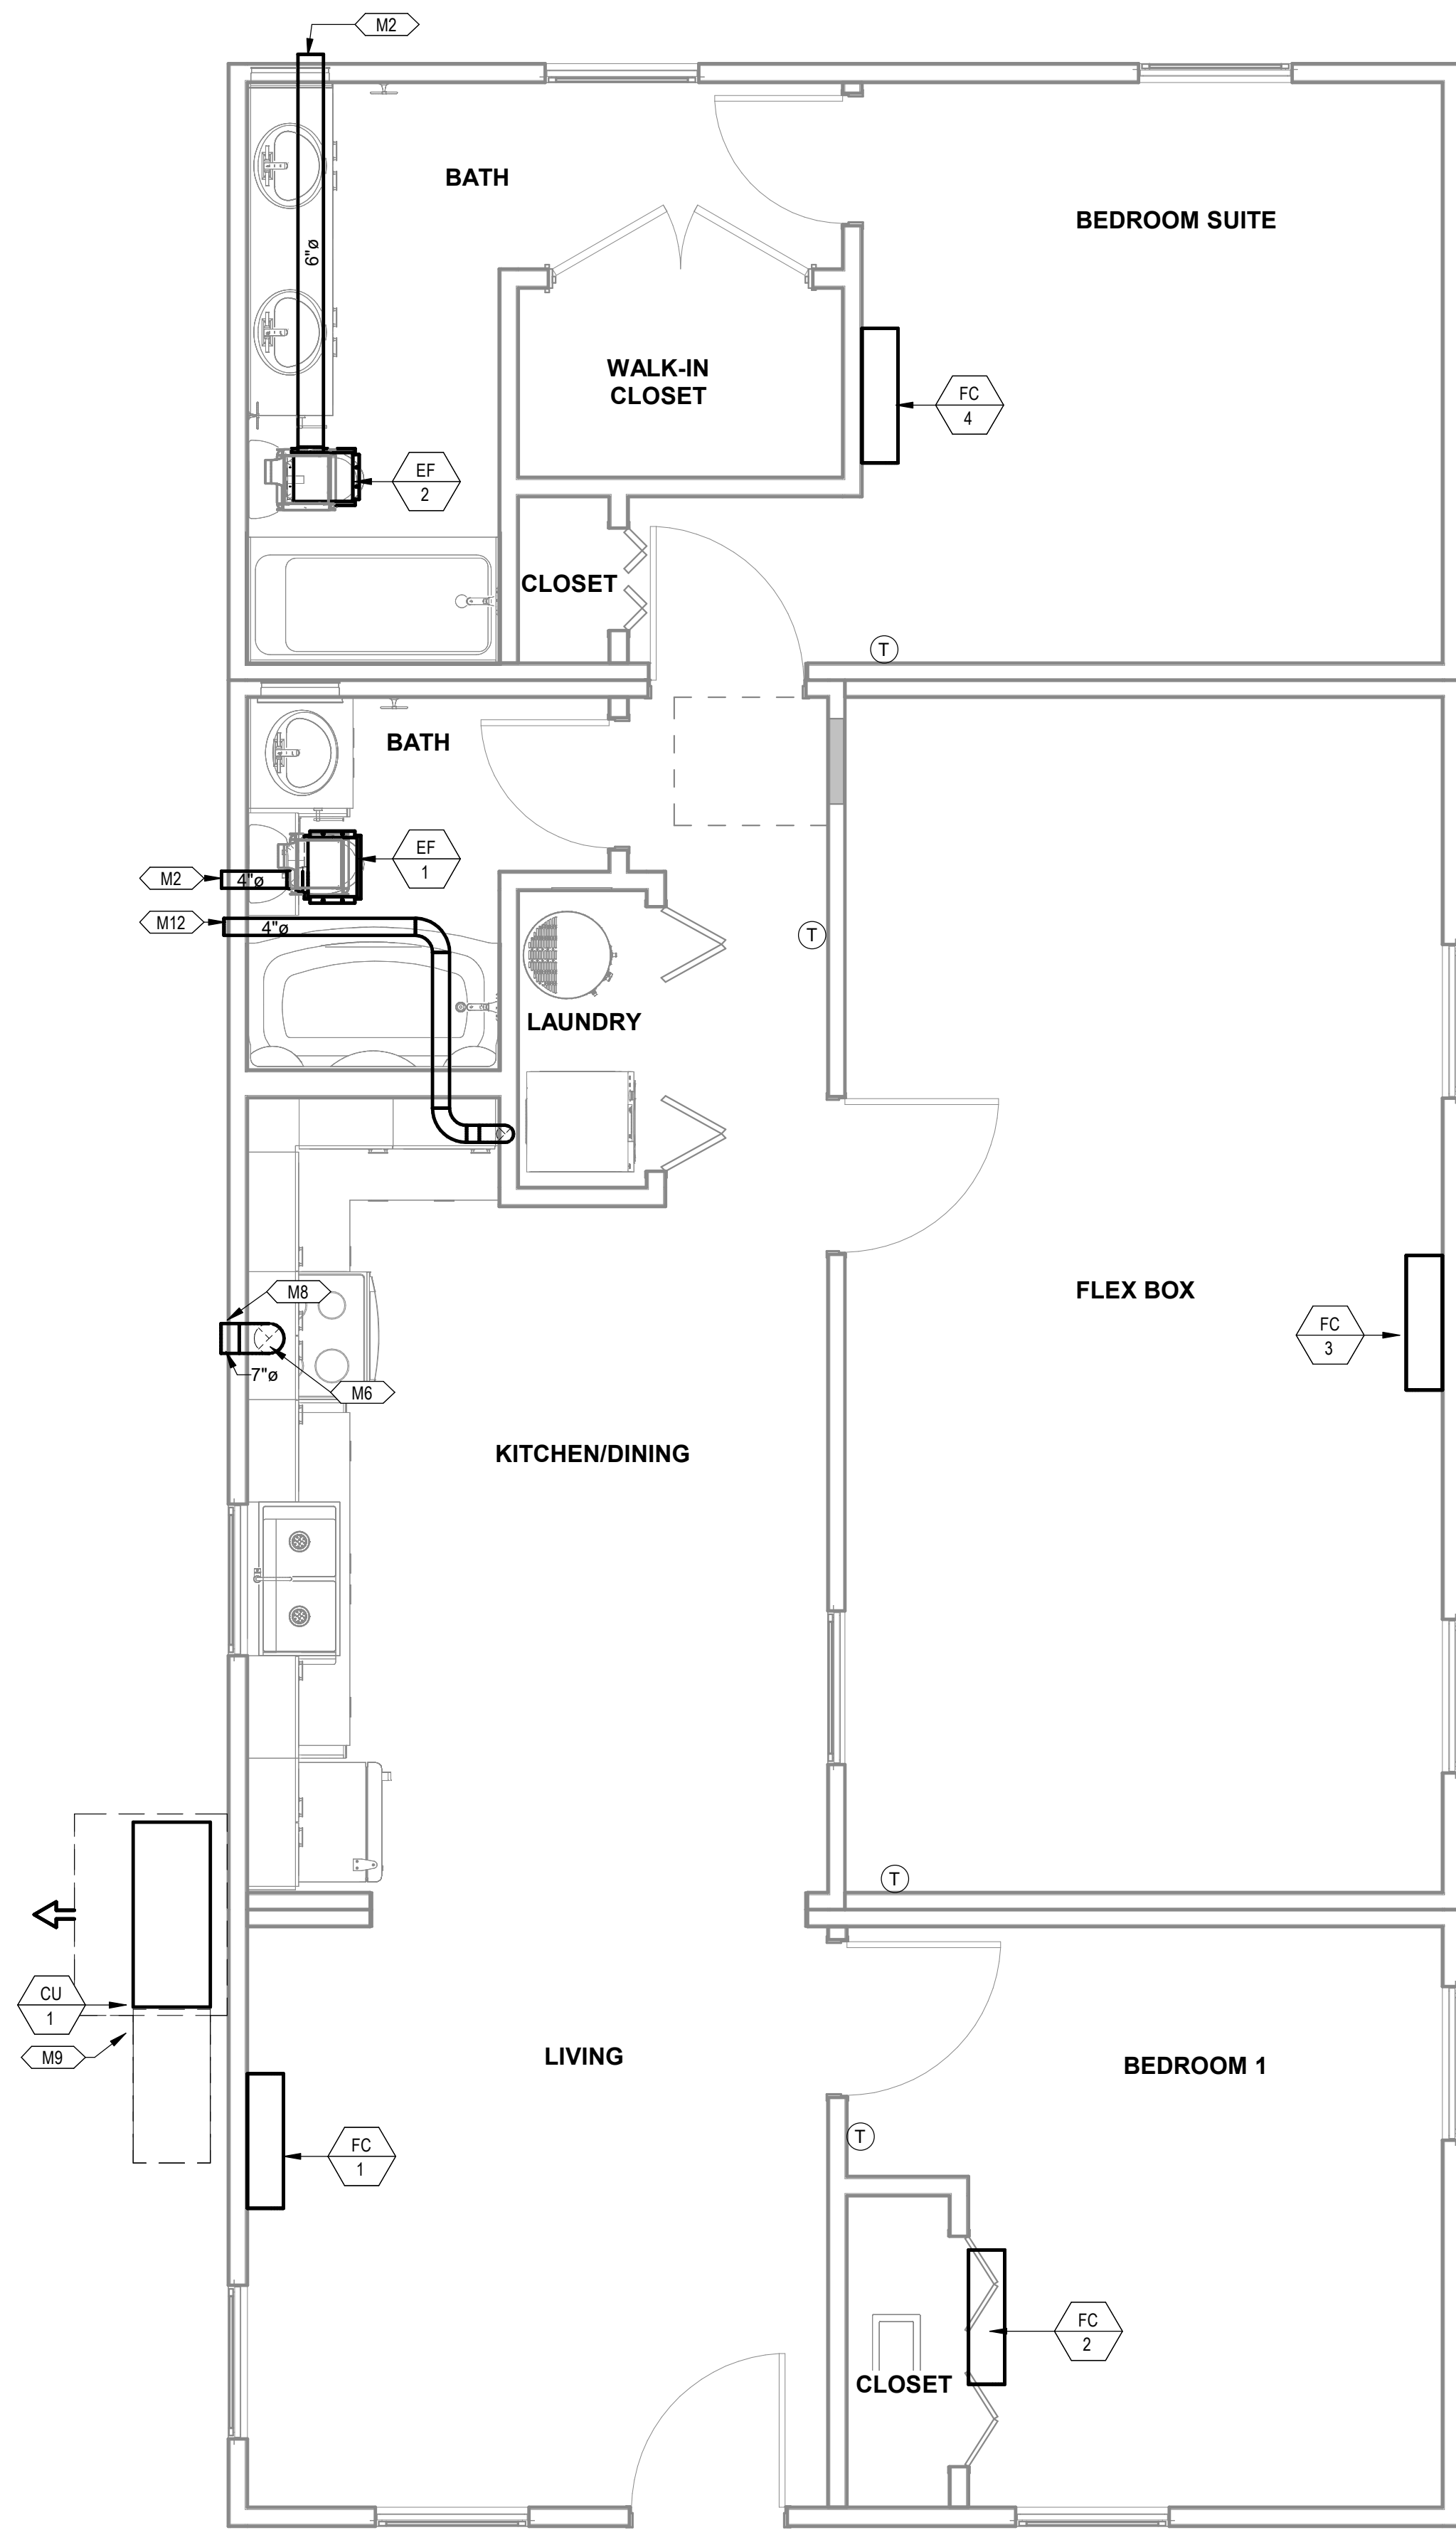 M2
BATH
BEDROOM SUITE
6"ø
WALK-IN
CLOSET
FC
4
EF
2
CLOSET
T
BATH
EF
1
M2
4"ø
M12
4"ø
T
LAUNDRY
M8
FLEX BOX
FC
3
7"ø
M6
KITCHEN/DINING
T
CU
1
M9
LIVING
BEDROOM 1
T
FC
1
FC
2
CLOSET